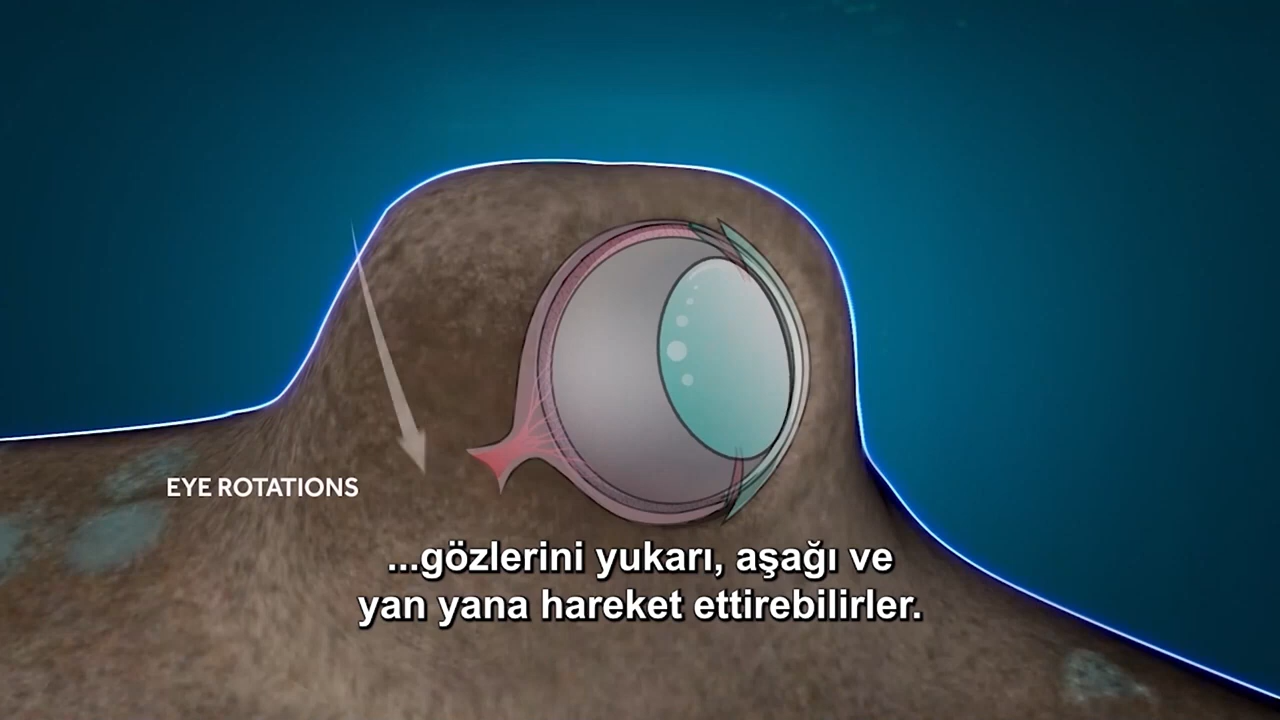 EYE ROTATIONS
...gözlerini yukarı, aşağı ve
yan yana hareket ettirebilirler.